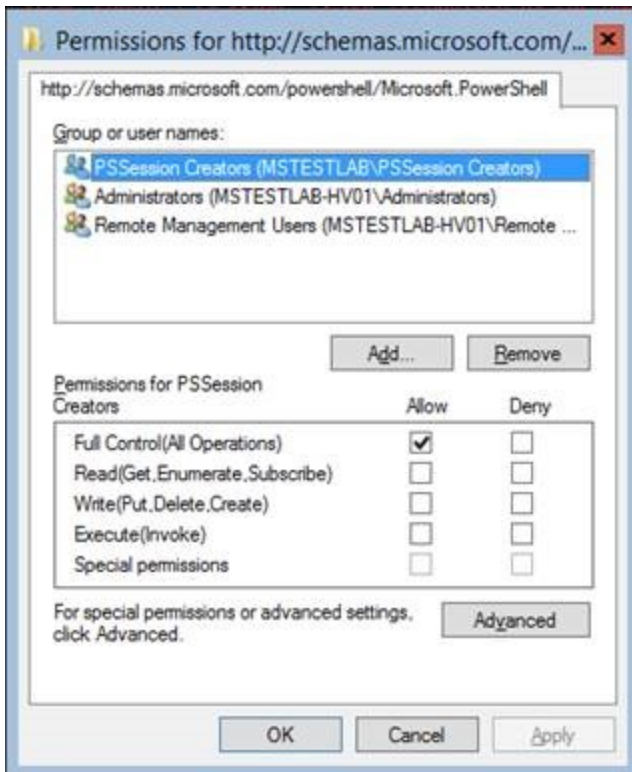 Permissions for http://schemas.microsoft.com/...
http://schemas.microsoft.com/powershell/Microsoft.PowerShell
Group or user names:
PSSession Creators (MSTESTLAB\PSSession Creators)
Administrators (MSTESTLAB-HV01\Administrators)
Remote Management Users (MSTESTLAB-HV01\Remote ...
Add... Remove
Permissions for PSSession
Creators Allow Deny
Full Control(All Operations)
Read(Get,Enumerate,Subscribe)
Write(Put,Delete,Create)
Execute(Invoke)
Special permissions
For special permissions or advanced settings,
click Advanced.
Advanced
OK Cancel Apply